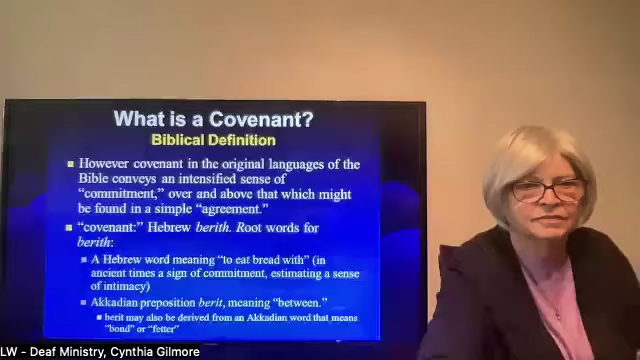 What is a Covenant?
Biblical Definition
However covenant in the original languages of the
Bible conveys an intensified sense of
“commitment,” over and above that which might
be found in a simple “agreement.”
“covenant:” Hebrew berith. Root words for
berith:
A Hebrew word meaning “to eat bread with” (in
ancient times a sign of commitment, estimating a sense
of intimacy)
Akkadian preposition berit, meaning “between.”
berit may also be derived from an Akkadian word that means
“bond” or “fetter”
LW - Deaf Ministry, Cynthia Gilmore